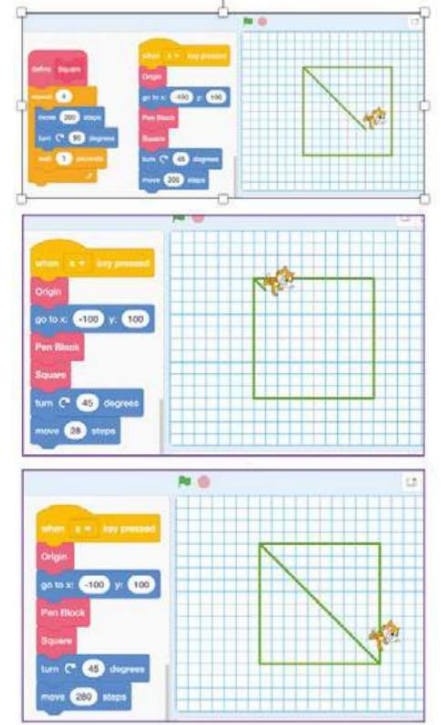 define Square
repeat 4
move 200 steps
turn 90 degrees
wait 1 seconds
when s key pressed
Origin
go to x: -100 y: 100
Pen Block
Square
turn 45 degrees
move 200 steps
when s key pressed
Origin
go to x: -100 y: 100
Pen Block
Square
turn 45 degrees
move 28 steps
when s key pressed
Origin
go to x: -100 y: 100
Pen Block
Square
turn 45 degrees
move 280 steps